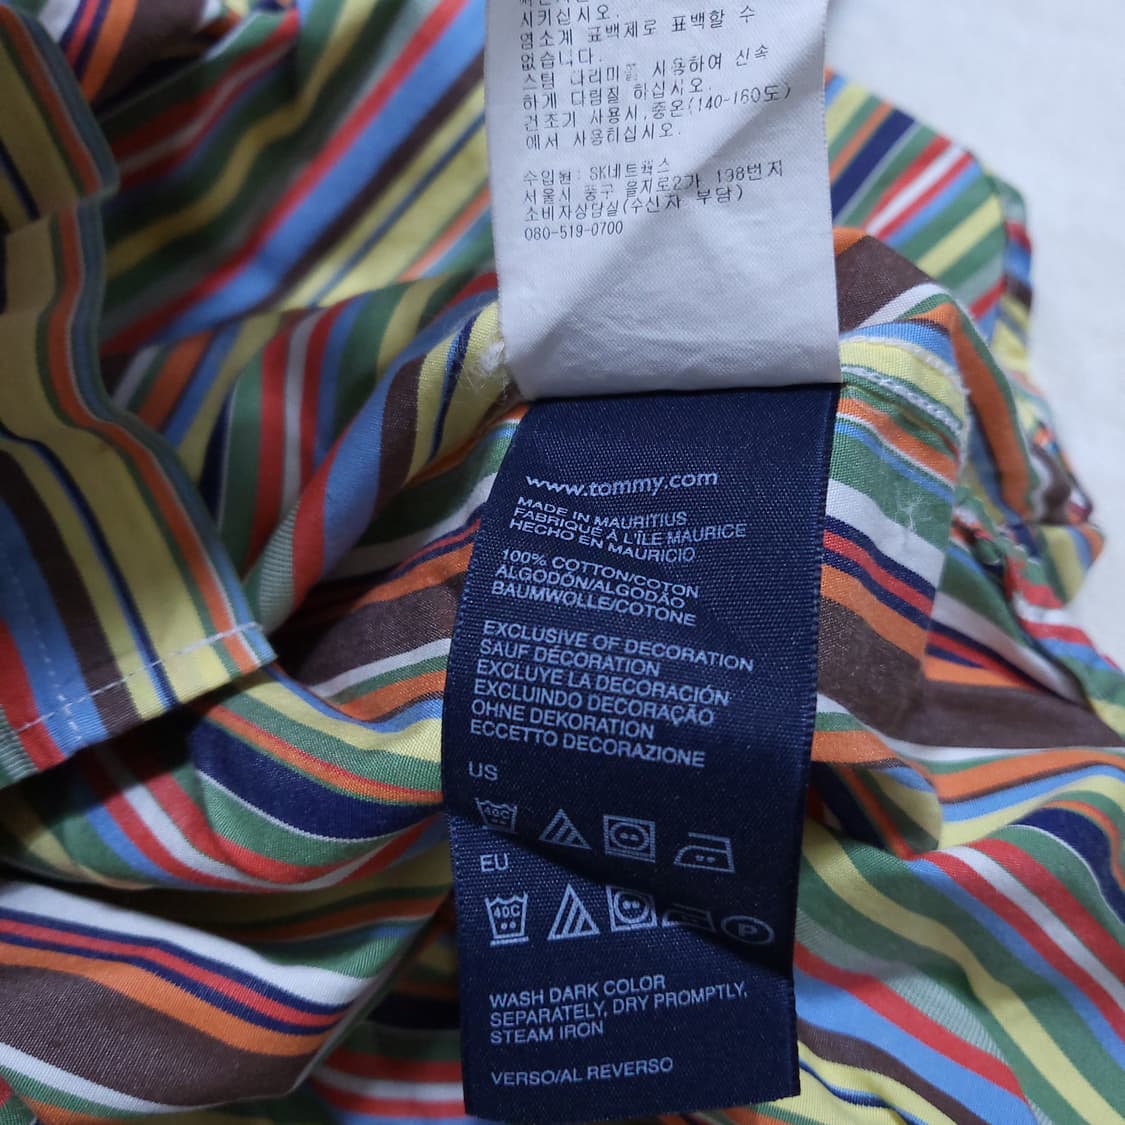 시키십시오.
염소계 표백제로 표백할 수
없습니다.
스팀 다리미를 사용하여 신속
하게 다림질 하십시오.
건조기 사용시,중온(140-160도)
에서 사용하십시오.
수입원: SK네트웍스
서울시 중구 을지로2가 198번지
소비자상담실(수신자 부담)
080-519-0700
www.tommy.com
MADE IN MAURITIUS
FABRIQUÉ À L'ÎLE MAURICE
HECHO EN MAURICIO
100% COTTON/COTON
ALGODÓN/ALGODÃO
BAUMWOLLE/COTONE
EXCLUSIVE OF DECORATION
SAUF DÉCORATION
EXCLUYE LA DECORACIÓN
EXCLUINDO DECORAÇÃO
OHNE DEKORATION
ECCETTO DECORAZIONE
US
40C
EU
40C
P
WASH DARK COLOR
SEPARATELY, DRY PROMPTLY,
STEAM IRON
VERSO/AL REVERSO